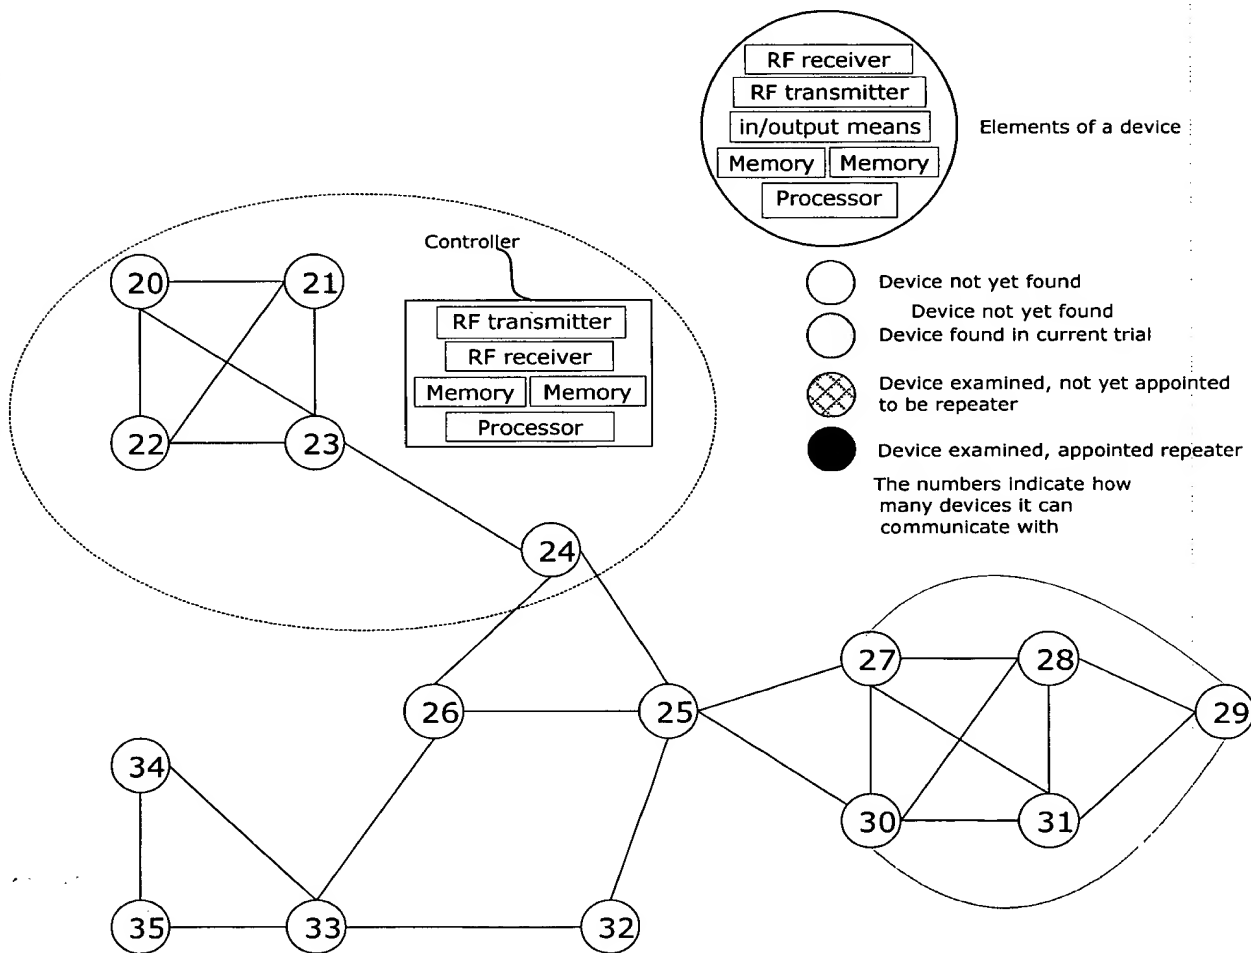 RF receiver
RF transmitter
in/output means
Memory Memory
Processor
Elements of a device
Controller
RF transmitter
RF receiver
Memory Memory
Processor
Device not yet found
Device not yet found
Device found in current trial
Device examined, not yet appointed
to be repeater
Device examined, appointed repeater
The numbers indicate how
many devices it can
communicate with
20 21
22 23
24
27 28
26 25 29
34
30 31
35 33 32